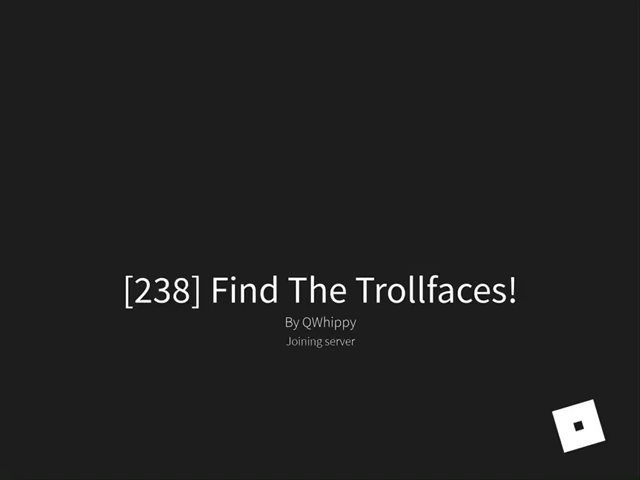 [238] Find The Trollfaces!
By QWhippy
Joining server